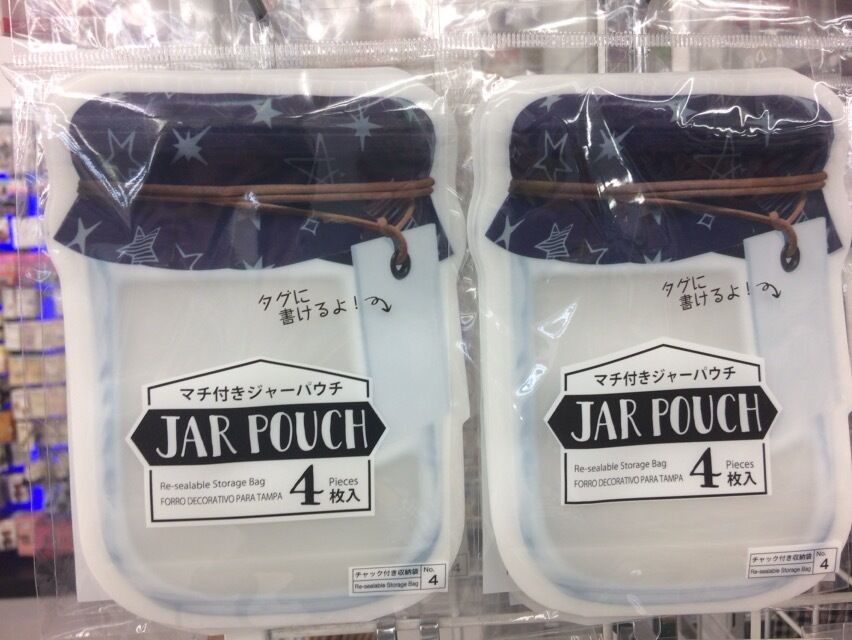 タグに
書けるよ！
マチ付きジャーパウチ
JAR POUCH
Re-sealable Storage Bag
FORRO DECORATIVO PARA TAMPA
4 Pieces
枚入
チャック付き収納袋
Re-sealable Storage Bag
No.
4
タグに
書けるよ！
マチ付きジャーパウチ
JAR POUCH
Re-sealable Storage Bag
FORRO DECORATIVO PARA TAMPA
4 Pieces
枚入
チャック付き収納袋
Re-sealable Storage Bag
No.
4